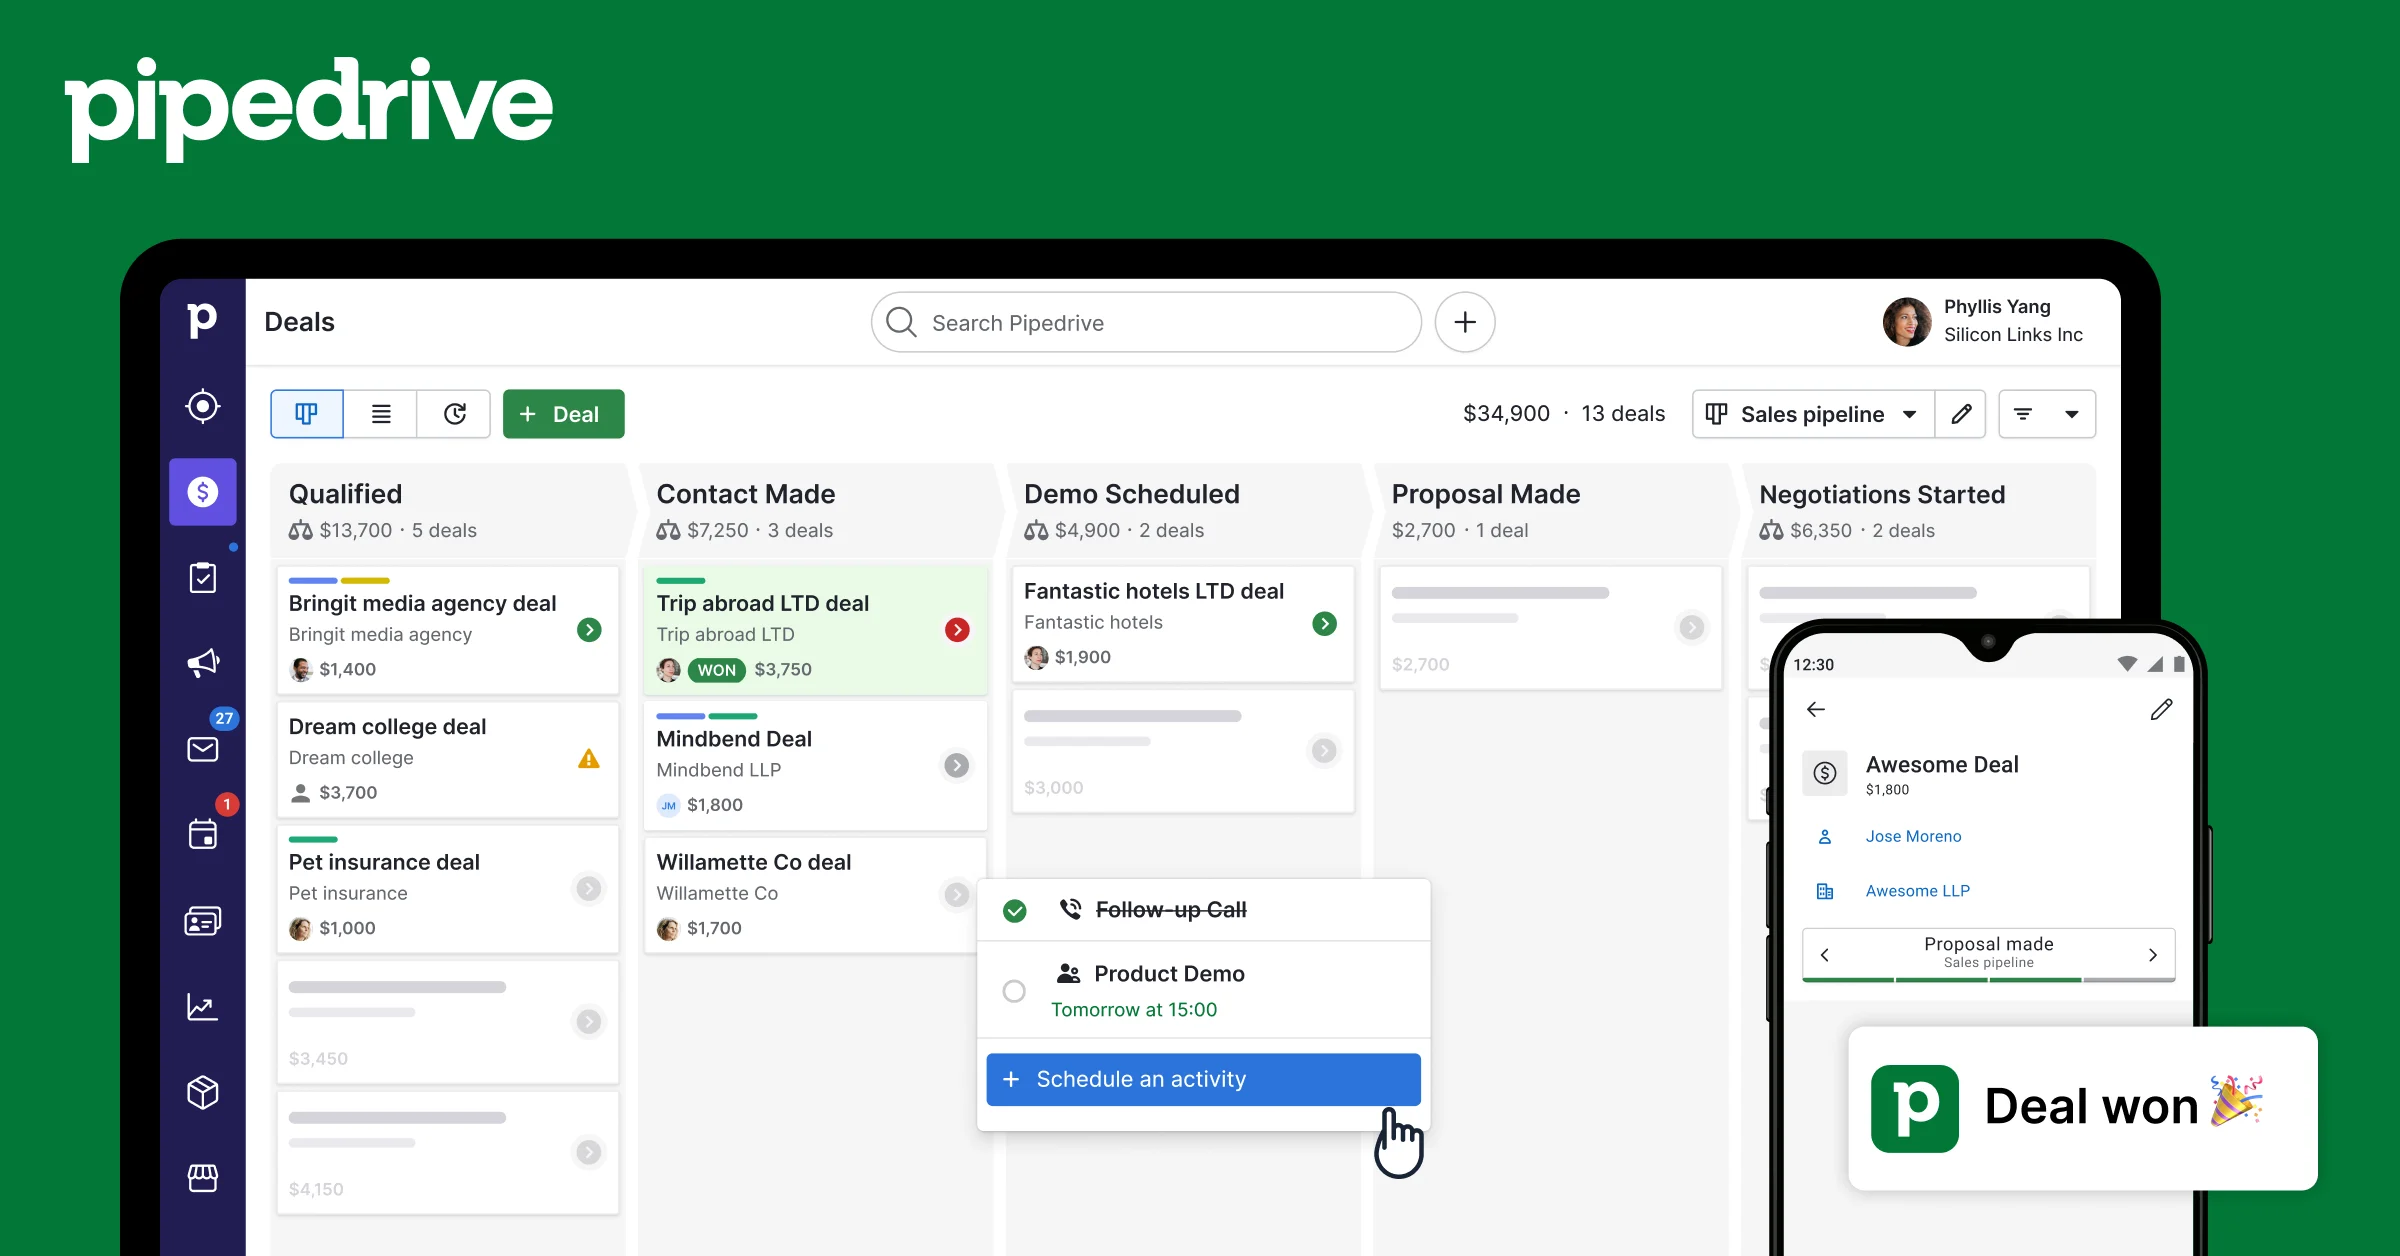 pipedrive
p
Deals
Search Pipedrive
Phyllis Yang
Silicon Links Inc
+ Deal
$34,900 · 13 deals
Sales pipeline
Qualified
$13,700 · 5 deals
Contact Made
$7,250 · 3 deals
Demo Scheduled
$4,900 · 2 deals
Proposal Made
$2,700 · 1 deal
Negotiations Started
$6,350 · 2 deals
27
1
Bringit media agency deal
Bringit media agency
$1,400
Dream college deal
Dream college
$3,700
Pet insurance deal
Pet insurance
$1,000
$3,450
$4,150
Trip abroad LTD deal
Trip abroad LTD
WON $3,750
Mindbend Deal
Mindbend LLP
JM $1,800
Willamette Co deal
Willamette Co
$1,700
Fantastic hotels LTD deal
Fantastic hotels
$1,900
$3,000
$2,700
Follow-up Call
Product Demo
Tomorrow at 15:00
+ Schedule an activity
12:30
Awesome Deal
$1,800
Jose Moreno
Awesome LLP
Proposal made
Sales pipeline
p
Deal won